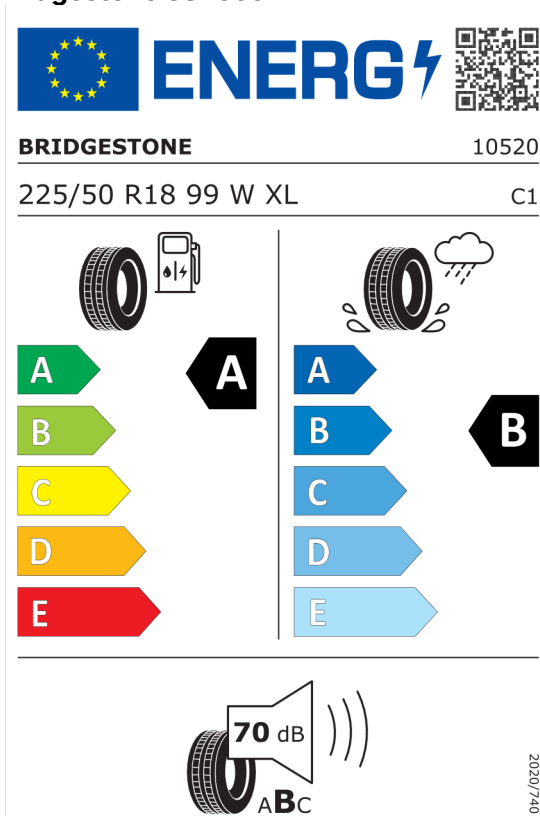 ENERG
BRIDGESTONE 10520
225/50 R18 99 W XL C1
A A A
B B B
C C
D D
E E
70 dB
ABC
2020/740